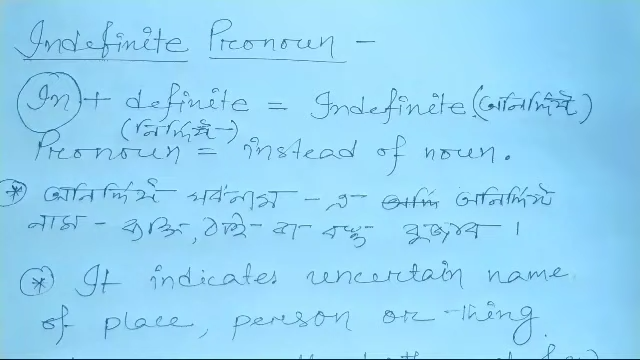 Indefinite Pronoun -
In + definite = Indefinite (অনির্দিষ্ট)
(নির্দিষ্ট)
Pronoun = instead of noun.
* অনির্দিষ্ট সর্বনাম - এ অনির্দিষ্ট
নাম - ব্যক্তি, ঠাই বা বস্তু বুজাব ।
* It indicates uncertain name
of place, person or thing.